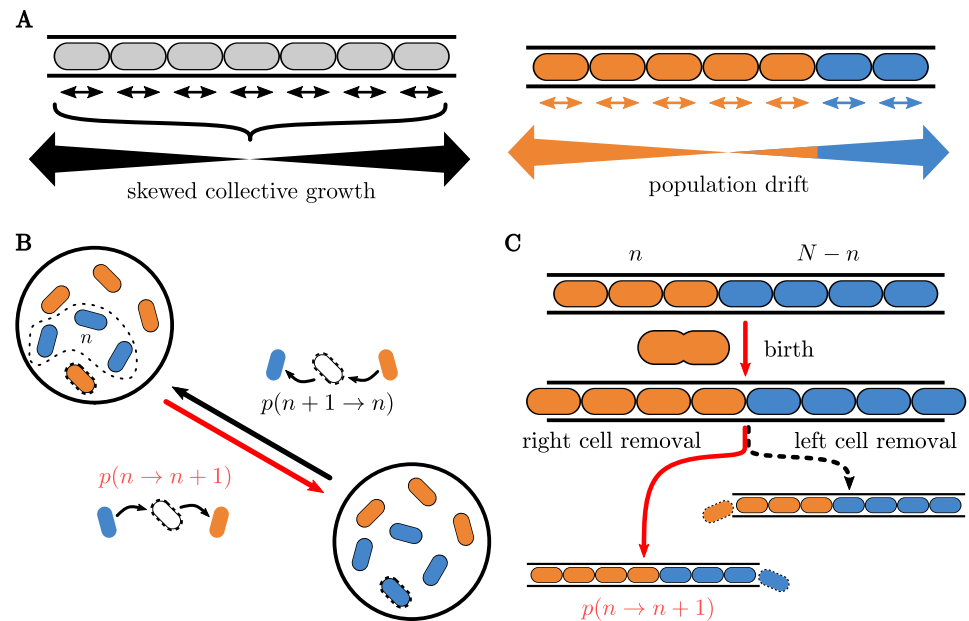 A
skewed collective growth
population drift
B
n
p(n + 1 → n)
p(n → n + 1)
C
n
N − n
birth
right cell removal
left cell removal
p(n → n + 1)